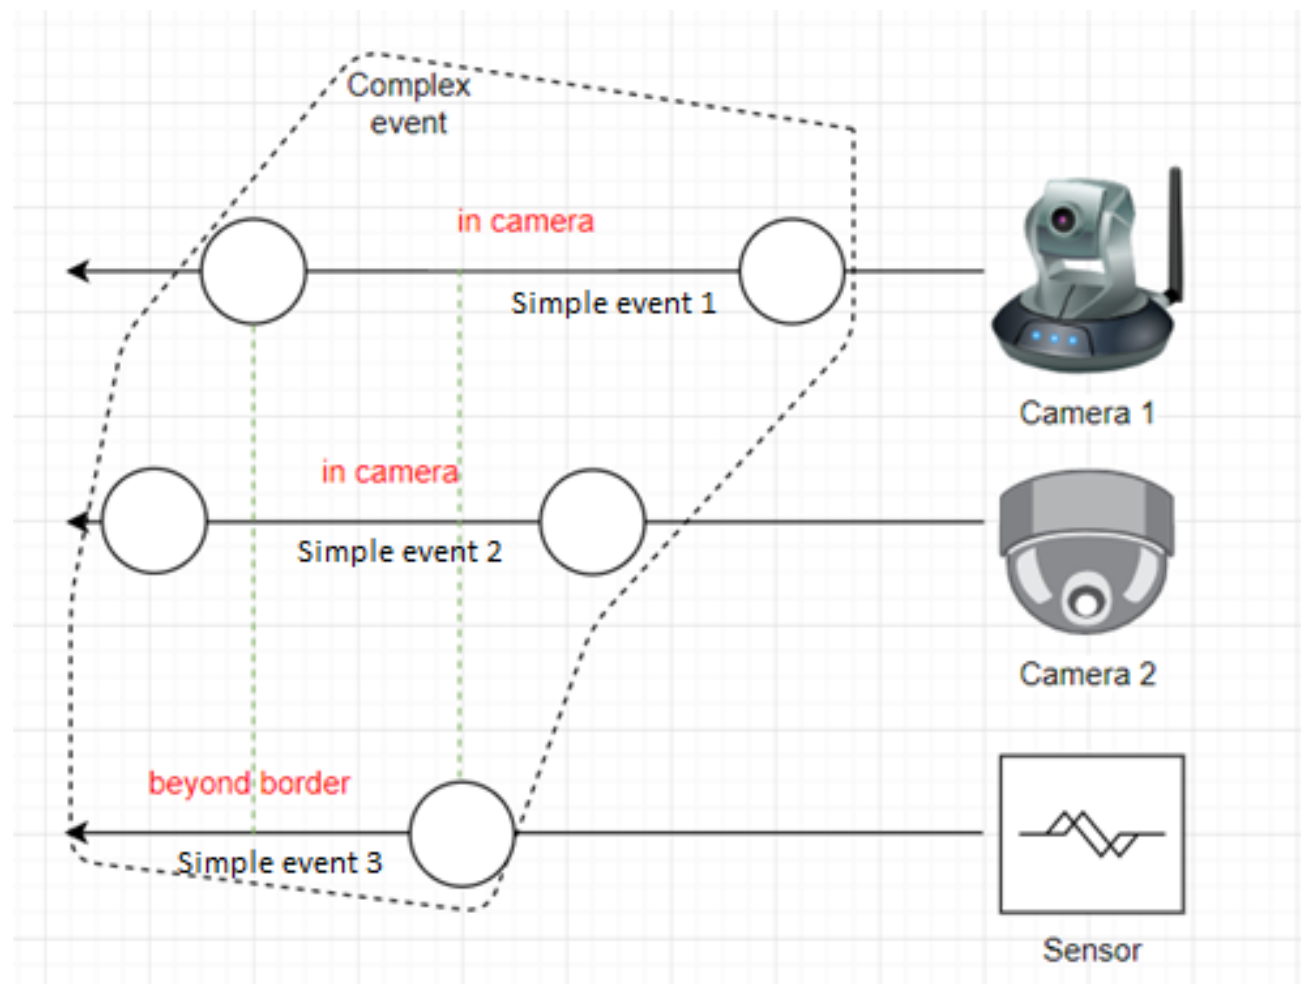 Complex
event
in camera
Simple event 1
Camera 1
in camera
Simple event 2
Camera 2
beyond border
Simple event 3
Sensor